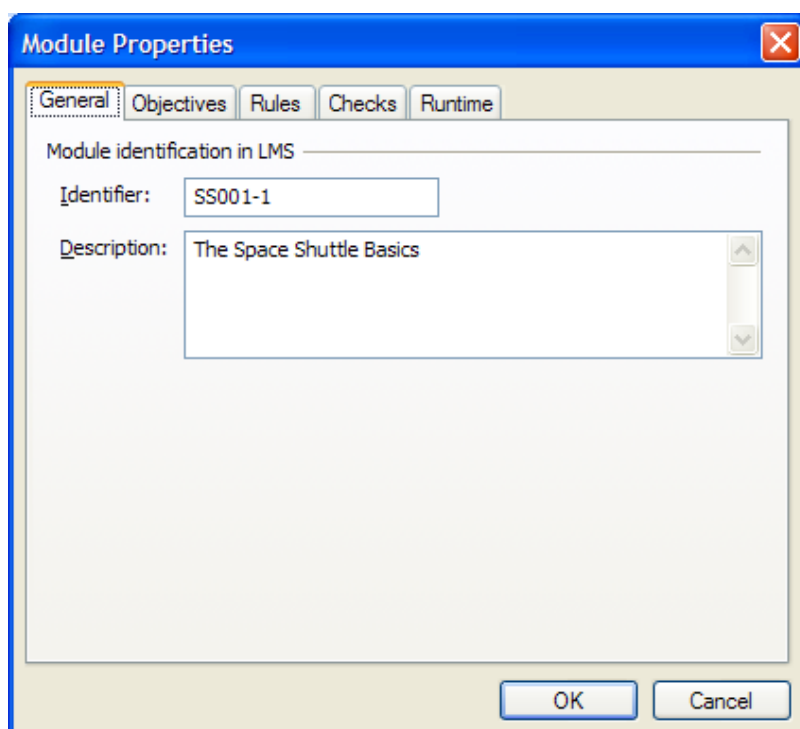 Module Properties
General Objectives Rules Checks Runtime
Module identification in LMS
Identifier: SS001-1
Description: The Space Shuttle Basics
OK Cancel